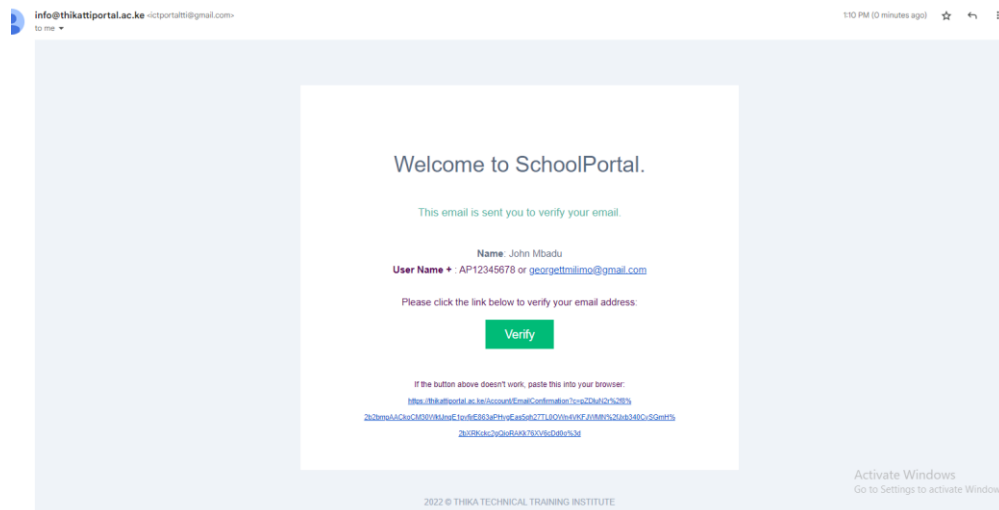 info@thikattiportal.ac.ke <ictportaltti@gmail.com>
1:10 PM (0 minutes ago)
to me
Welcome to SchoolPortal.
This email is sent you to verify your email.
Name: John Mbadu
User Name + : AP12345678 or georgettmilimo@gmail.com
Please click the link below to verify your email address:
Verify
If the button above doesn't work, paste this into your browser:
Activate Windows
Go to Settings to activate Window
2022 © THIKA TECHNICAL TRAINING INSTITUTE